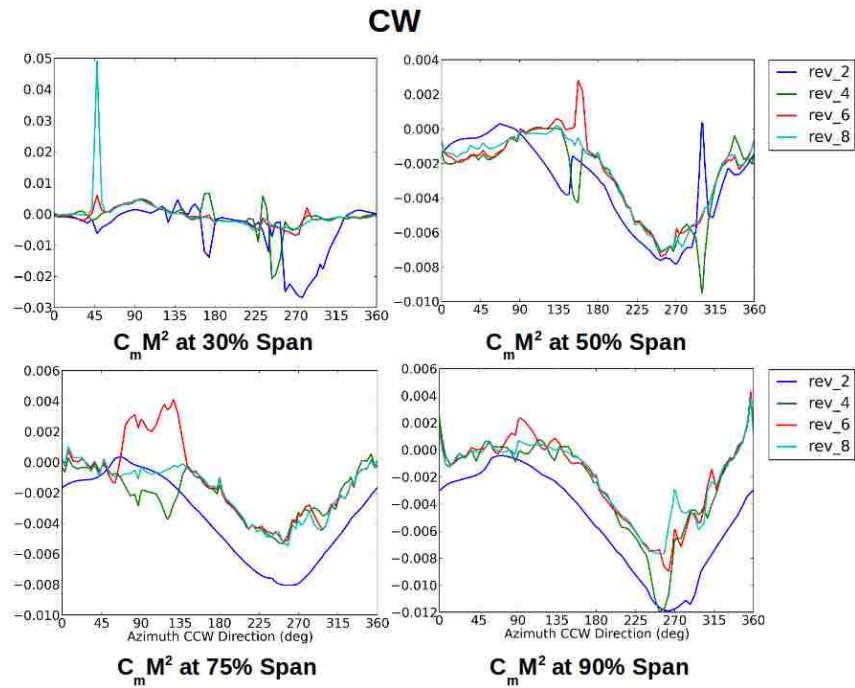 CW
0.05
0.04
0.03
0.02
0.01
0.00
−0.01
−0.02
−0.03
0 45 90 135 180 225 270 315 360
CmM² at 30% Span
0.004
0.002
0.000
−0.002
−0.004
−0.006
−0.008
−0.010
0 45 90 135 180 225 270 315 360
CmM² at 50% Span
rev_2
rev_4
rev_6
rev_8
0.006
0.004
0.002
0.000
−0.002
−0.004
−0.006
−0.008
−0.010
0 45 90 135 180 225 270 315 360
Azimuth CCW Direction (deg)
CmM² at 75% Span
0.006
0.004
0.002
0.000
−0.002
−0.004
−0.006
−0.008
−0.010
−0.012
0 45 90 135 180 225 270 315 360
Azimuth CCW Direction (deg)
CmM² at 90% Span
rev_2
rev_4
rev_6
rev_8